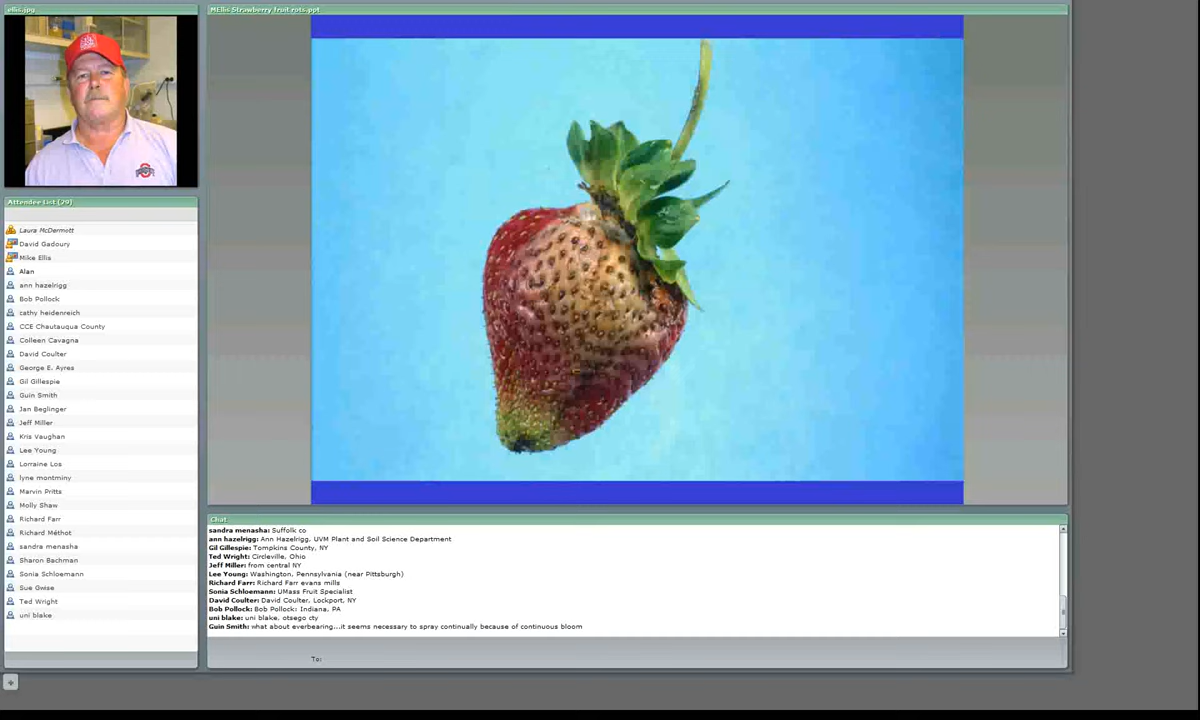 ellis.jpg
MEllis Strawberry fruit rots.ppt
Attendee List (29)
Laura McDermott
David Gadoury
Mike Ellis
Alan
ann hazelrigg
Bob Pollock
cathy heidenreich
CCE Chautauqua County
Colleen Cavagna
David Coulter
George E. Ayres
Gil Gillespie
Guin Smith
Jan Beglinger
Jeff Miller
Kris Vaughan
Lee Young
Lorraine Los
lyne montminy
Marvin Pritts
Molly Shaw
Richard Farr
Richard Méthot
sandra menasha
Sharon Bachman
Sonia Schloemann
Sue Gwise
Ted Wright
uni blake
Chat
sandra menasha: Suffolk co
ann hazelrigg: Ann Hazelrigg, UVM Plant and Soil Science Department
Gil Gillespie: Tompkins County, NY
Ted Wright: Circleville, Ohio
Jeff Miller: from central NY
Lee Young: Washington, Pennsylvania (near Pittsburgh)
Richard Farr: Richard Farr evans mills
Sonia Schloemann: UMass Fruit Specialist
David Coulter: David Coulter, Lockport, NY
Bob Pollock: Bob Pollock: Indiana, PA
uni blake: uni blake, otsego cty
Guin Smith: what about everbearing...it seems necessary to spray continually because of continuous bloom
To: